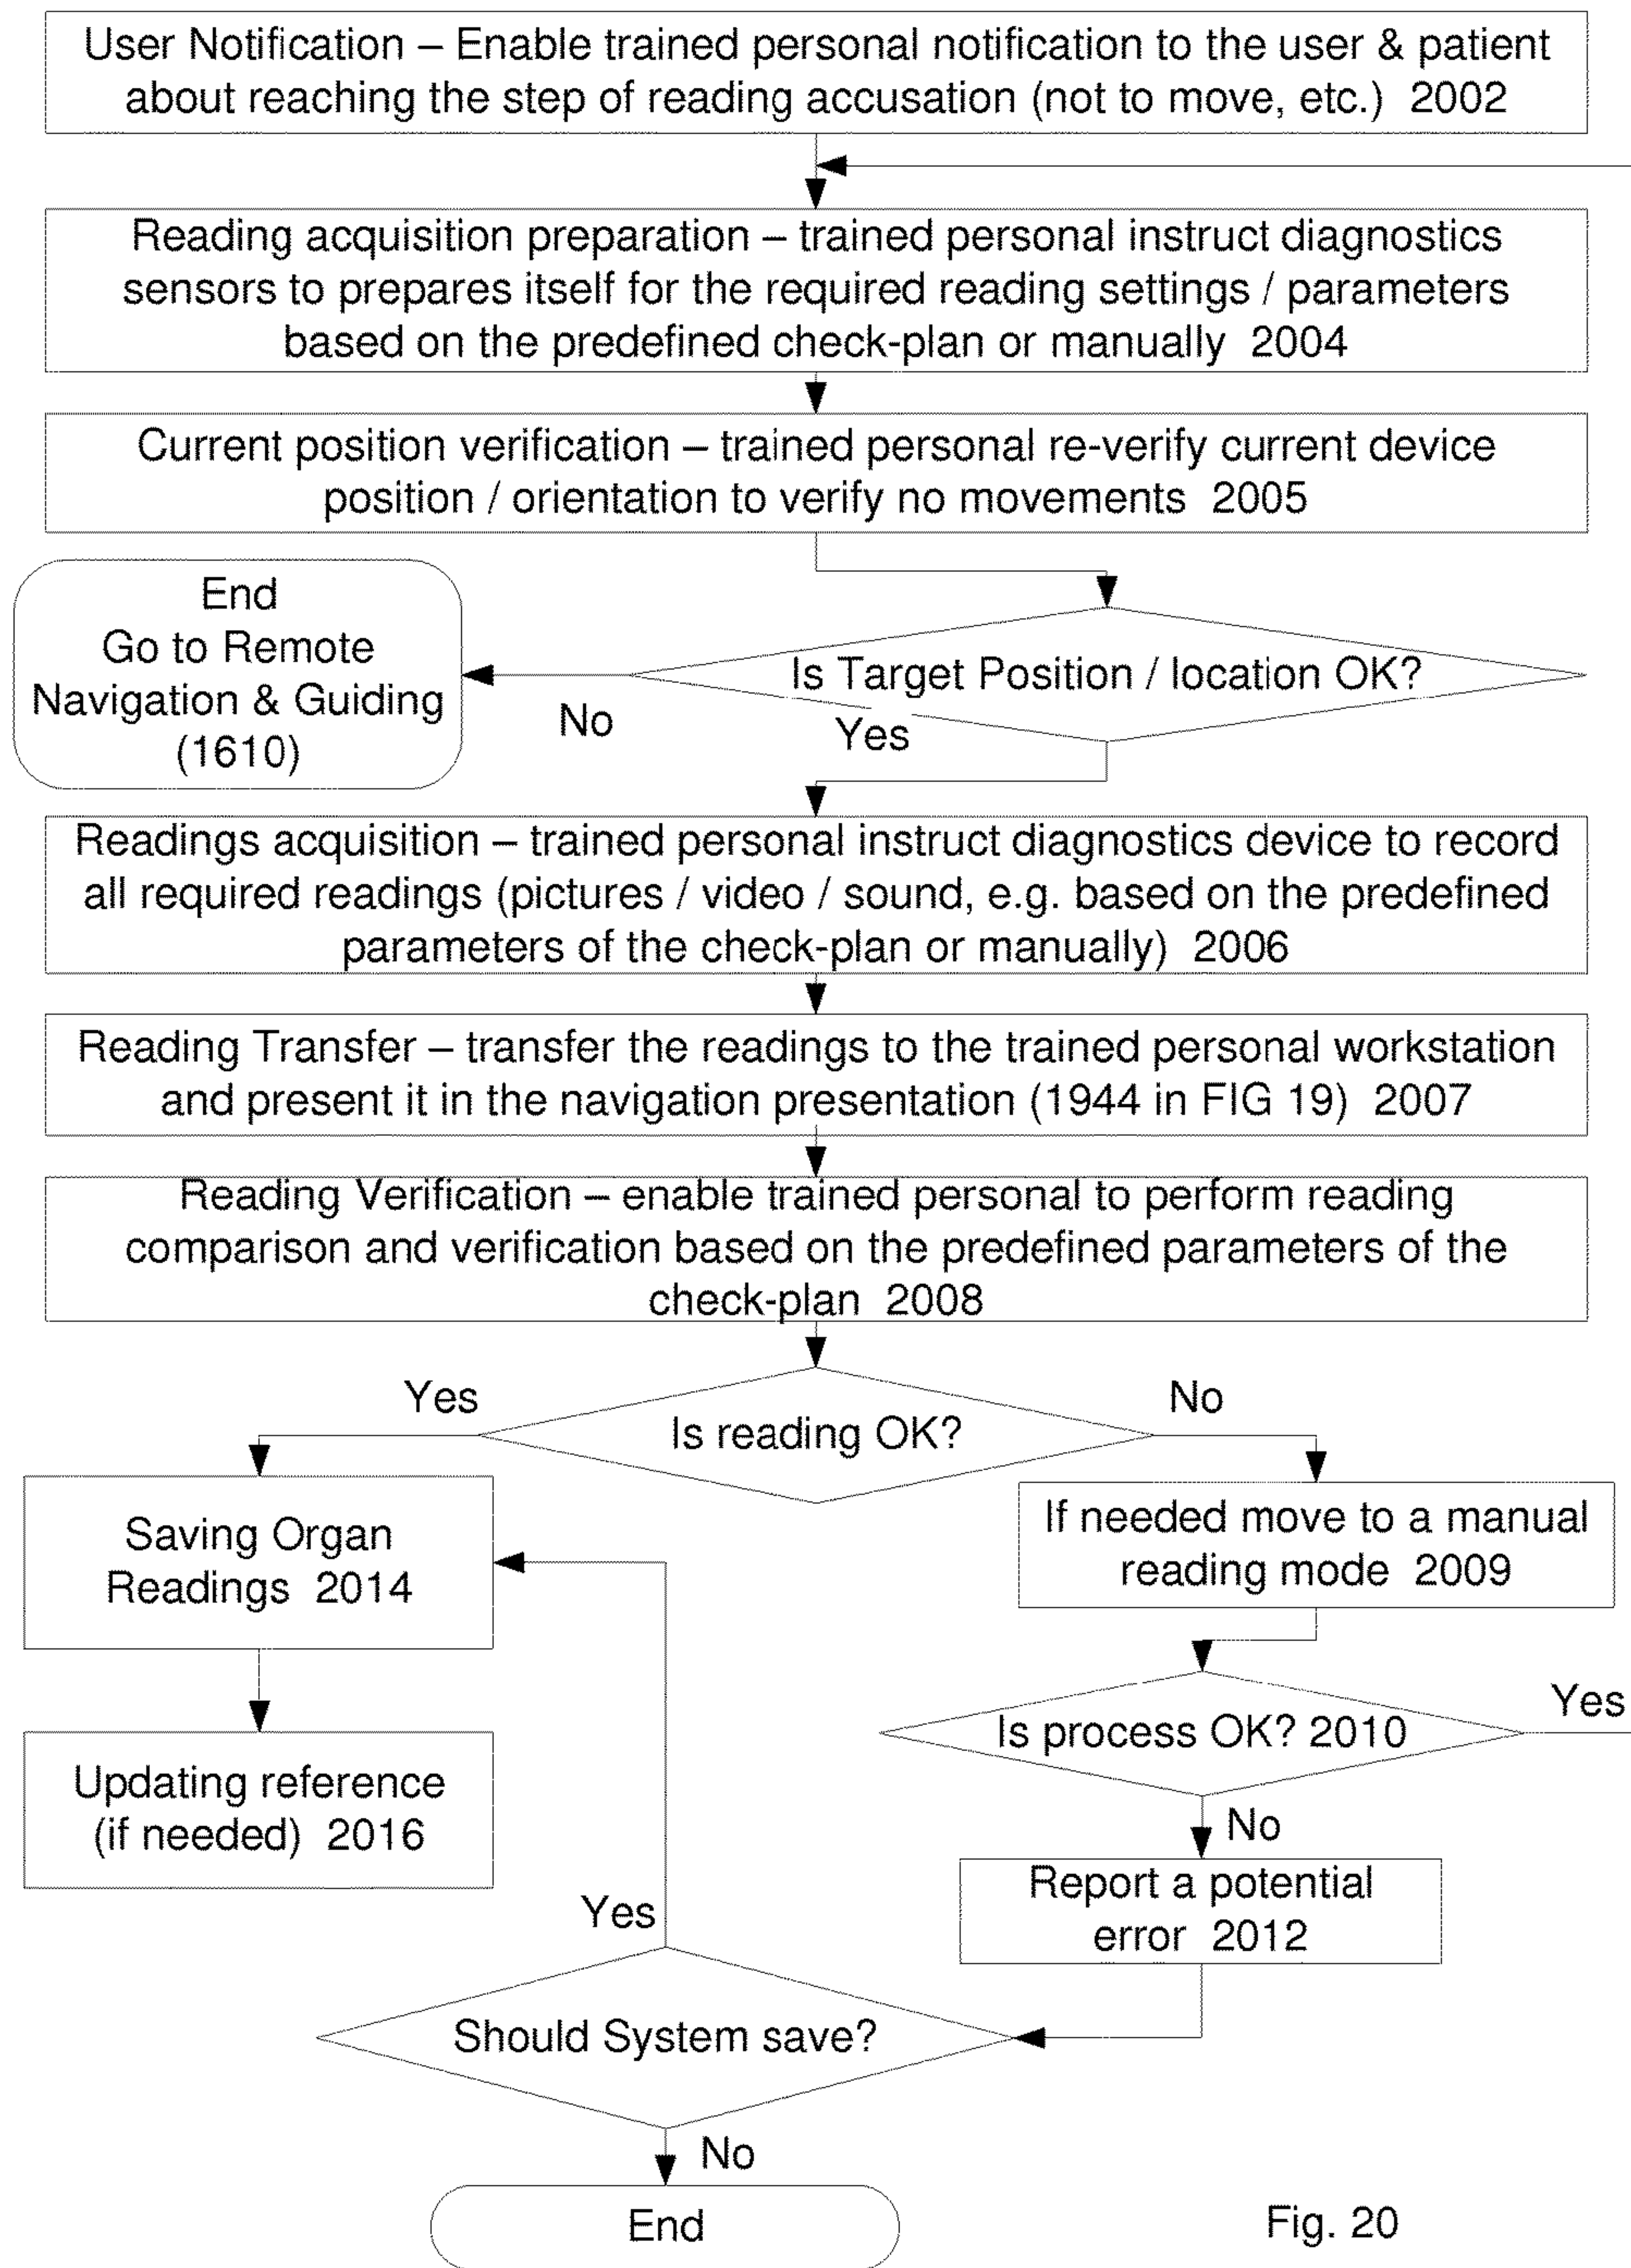 User Notification – Enable trained personal notification to the user & patient
about reaching the step of reading accusation (not to move, etc.)  2002
Reading acquisition preparation – trained personal instruct diagnostics
sensors to prepares itself for the required reading settings / parameters
based on the predefined check-plan or manually  2004
Current position verification – trained personal re-verify current device
position / orientation to verify no movements  2005
End
Go to Remote
Navigation & Guiding
(1610)
Is Target Position / location OK?
No
Yes
Readings acquisition – trained personal instruct diagnostics device to record
all required readings (pictures / video / sound, e.g. based on the predefined
parameters of the check-plan or manually)  2006
Reading Transfer – transfer the readings to the trained personal workstation
and present it in the navigation presentation (1944 in FIG 19)  2007
Reading Verification – enable trained personal to perform reading
comparison and verification based on the predefined parameters of the
check-plan  2008
Yes
No
Is reading OK?
Saving Organ
Readings  2014
If needed move to a manual
reading mode  2009
Yes
Is process OK? 2010
Updating reference
(if needed)  2016
No
Report a potential
error  2012
Yes
Should System save?
No
End
Fig. 20